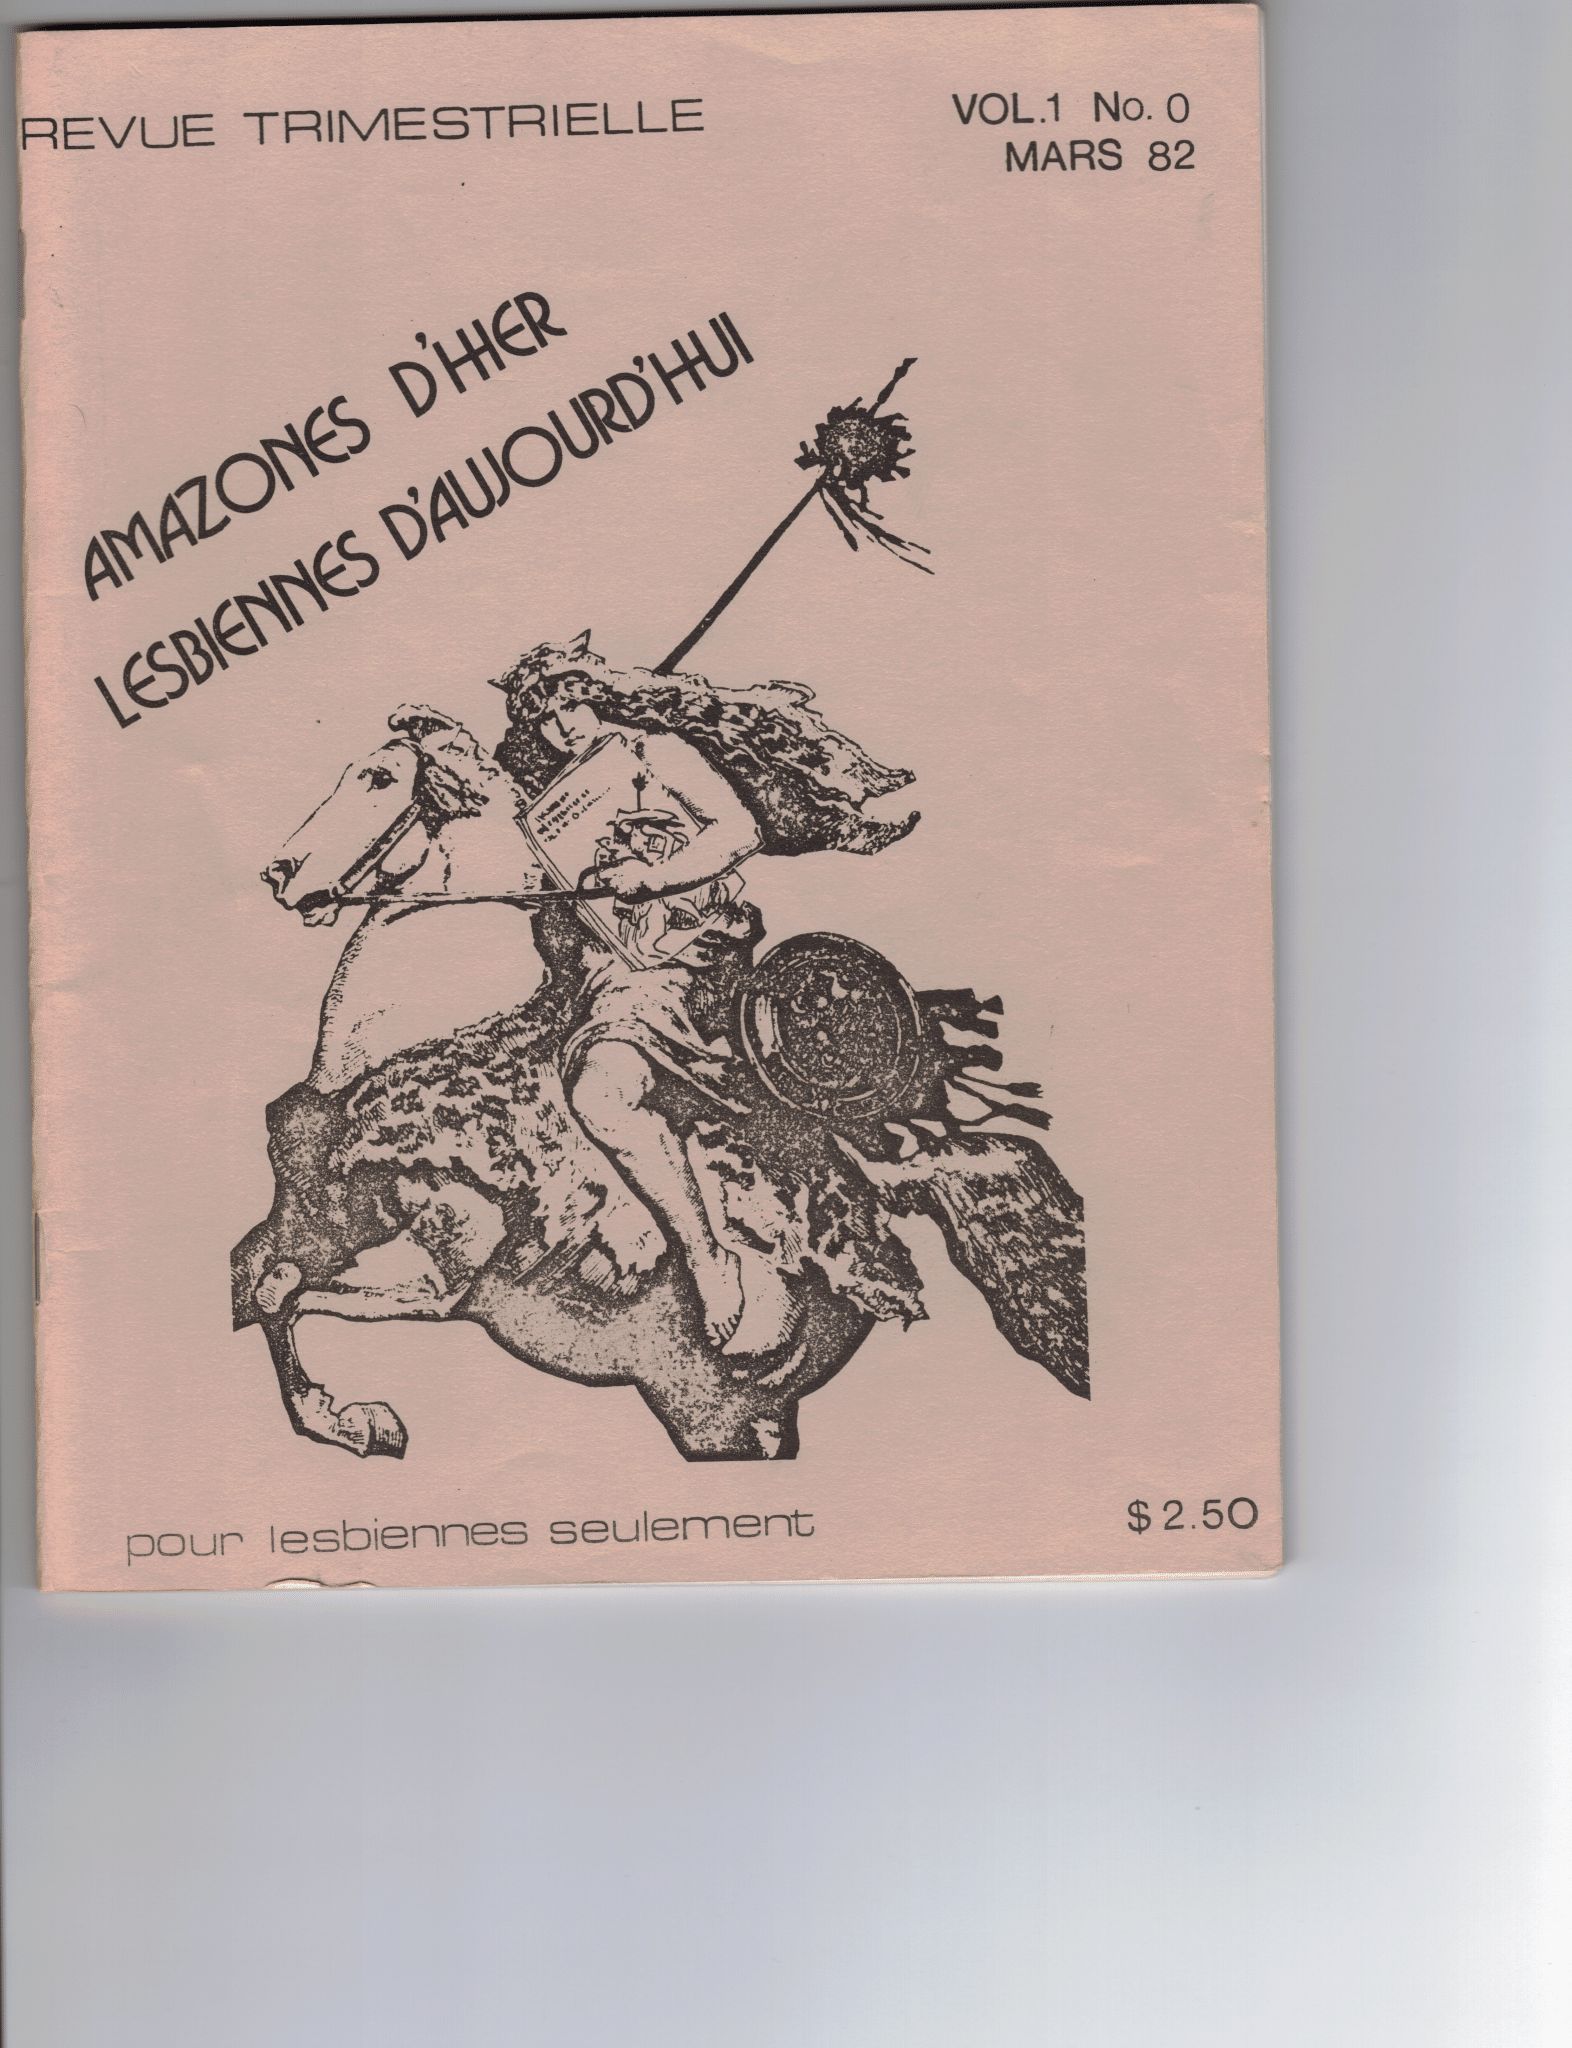 REVUE TRIMESTRIELLE
VOL.1 No. 0
MARS 82
AMAZONES D'HIER
LESBIENNES D'AUJOURD'HUI
pour lesbiennes seulement
$2.50